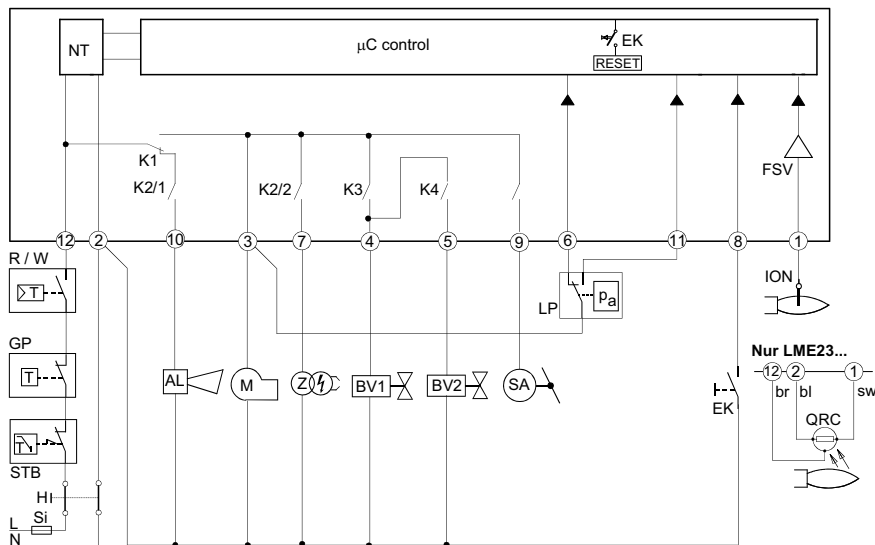 NT
µC control
EK
RESET
FSV
K1
K2/1
K2/2
K3
K4
12
2
10
3
7
4
5
9
6
11
8
1
R / W
T
GP
T
STB
T
H
L
N
Si
AL
M
Z
BV1
BV2
SA
LP
pa
EK
ION
Nur LME23...
12
2
1
br
bl
sw
QRC